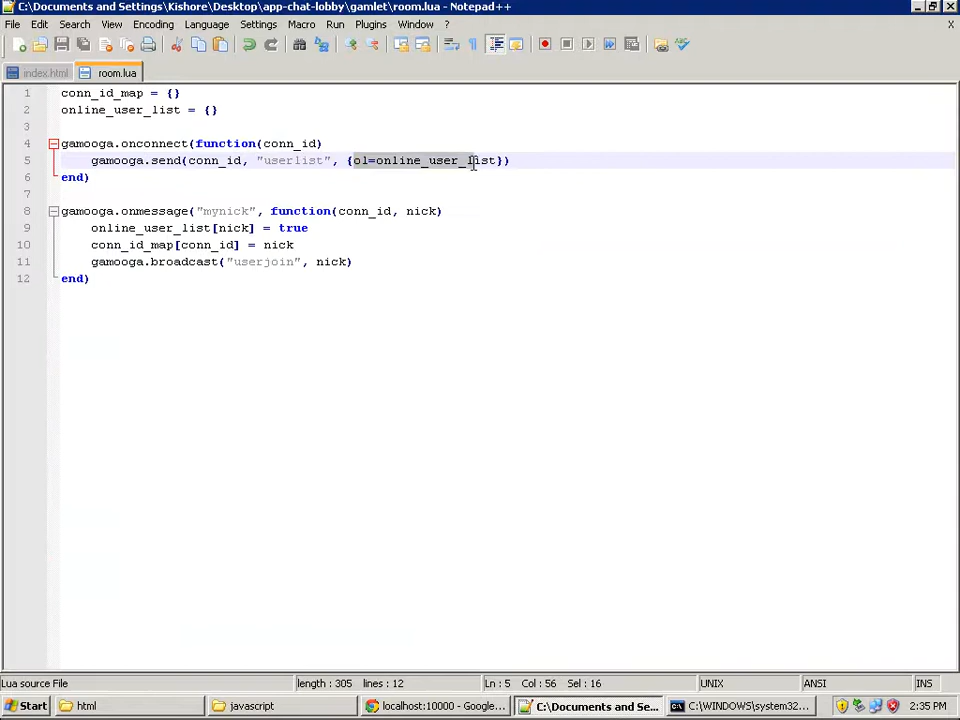 C:\Documents and Settings\Kishore\Desktop\app-chat-lobby\gamlet\room.lua - Notepad++
File Edit Search View Encoding Language Settings Macro Run Plugins Window ? X
index.html room.lua
1 conn_id_map = {}
2 online_user_list = {}
3
4 gamooga.onconnect(function(conn_id)
5 gamooga.send(conn_id, "userlist", {ol=online_user_list})
6 end)
7
8 gamooga.onmessage("mynick", function(conn_id, nick)
9 online_user_list[nick] = true
10 conn_id_map[conn_id] = nick
11 gamooga.broadcast("userjoin", nick)
12 end)
Lua source File length : 305 lines : 12 Ln : 5 Col : 56 Sel : 16 UNIX ANSI INS
Start html javascript localhost:10000 - Google... C:\Documents and Se... C:\WINDOWS\system32... 2:35 PM